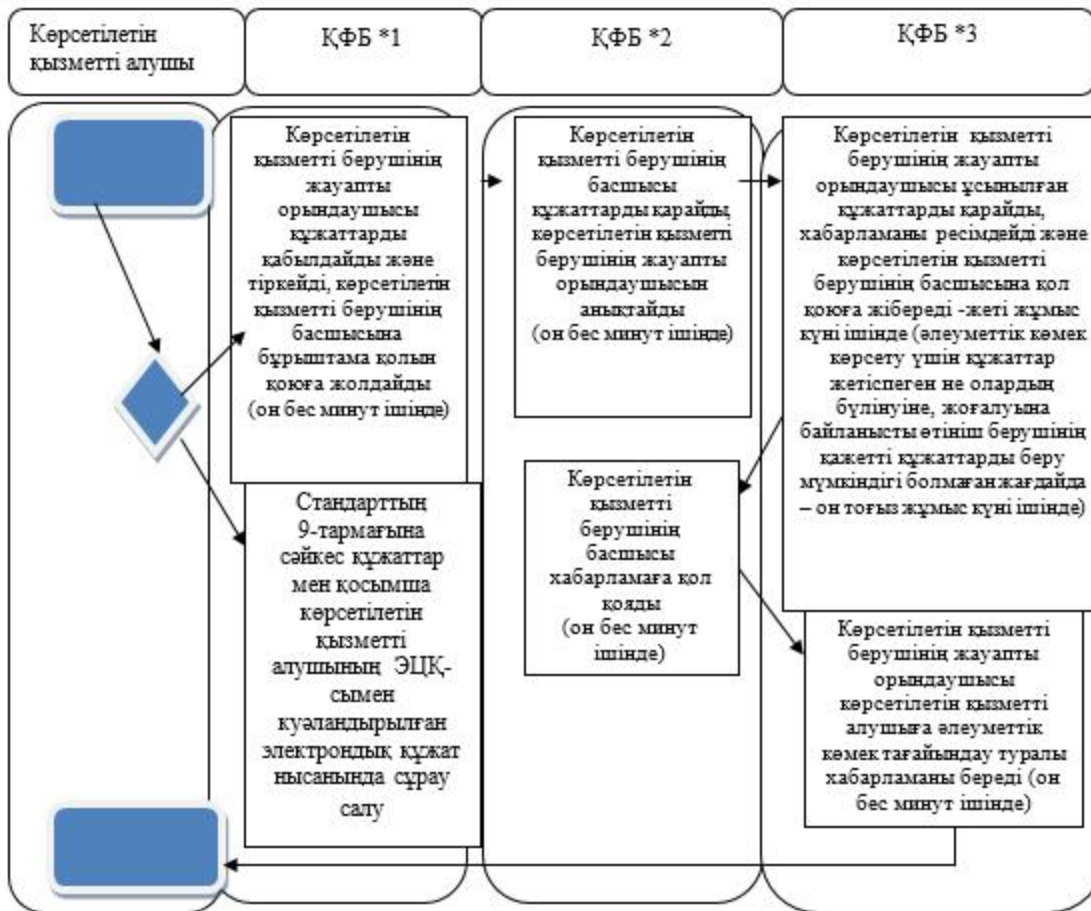 Көрсетілетін
қызметті алушы
ҚФБ *1
ҚФБ *2
ҚФБ *3
Көрсетілетін
қызметті берушінің
жауапты
орындаушысы
құжаттарды
қабылдайды және
тіркейді, көрсетілетін
қызметті берушінің
басшысына
бұрыштама қолын
қоюға жолдайды
(он бес минут ішінде)
Стандарттың
9-тармағына
сәйкес құжаттар
мен қосымша
көрсетілетін
қызметті
алушының ЭЦҚ-
сымен
куәландырылған
электрондық құжат
нысанында сұрау
салу
Көрсетілетін
қызметті берушінің
басшысы
құжаттарды қарайды,
көрсетілетін қызметті
берушінің жауапты
орындаушысын
анықтайды
(он бес минут ішінде)
Көрсетілетін
қызметті
берушінің
басшысы
хабарламаға қол
қояды
(он бес минут
ішінде)
Көрсетілетін қызметті
берушінің жауапты
орындаушысы ұсынылған
құжаттарды қарайды,
хабарламаны ресімдейді және
көрсетілетін қызметті
берушінің басшысына қол
қоюға жібереді -жеті жұмыс
күні ішінде (әлеуметтік көмек
көрсету үшін құжаттар
жетіспеген не олардың
бүлінуіне, жоғалуына
байланысты өтініш берушінің
қажетті құжаттарды беру
мүмкіндігі болмаған жағдайда
– он тоғыз жұмыс күні ішінде)
Көрсетілетін қызметті
берушінің жауапты
орындаушысы
көрсетілетін қызметті
алушыға әлеуметтік
көмек тағайындау туралы
хабарламаны береді (он
бес минут ішінде)